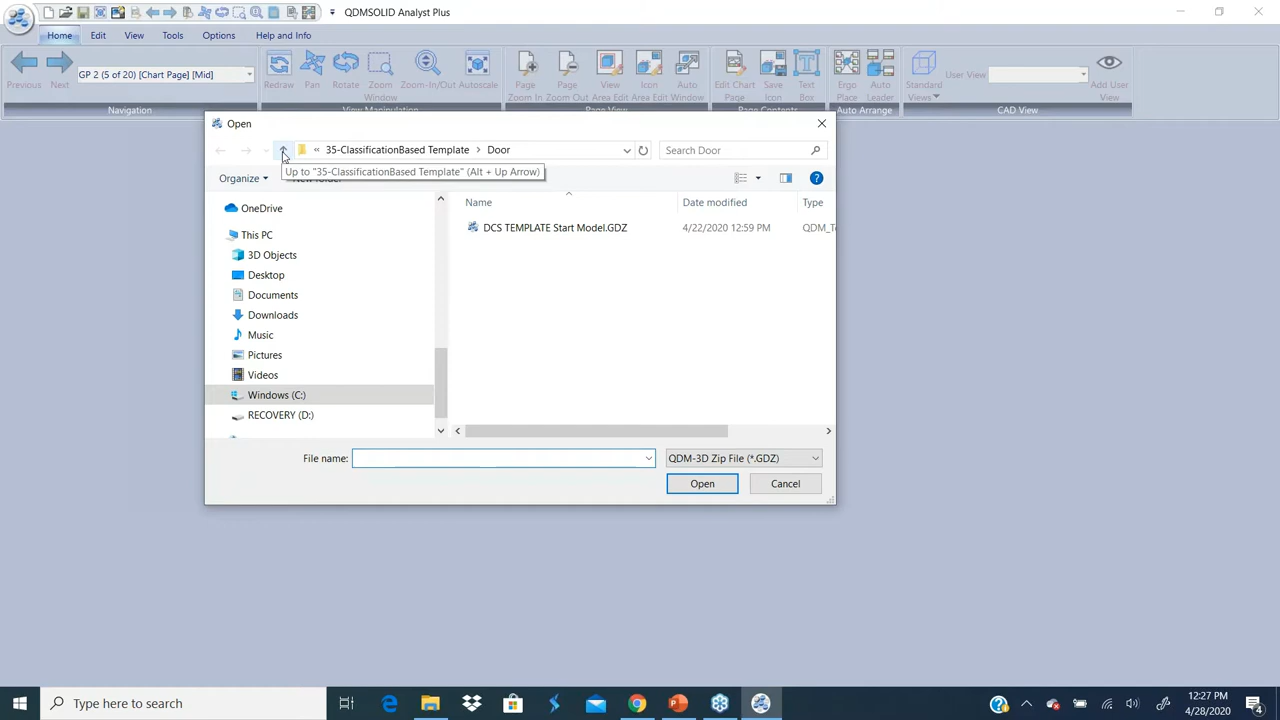 QDMSOLID Analyst Plus
Home Edit View Tools Options Help and Info
GP 2 (5 of 20) [Chart Page] [Mid]
Previous Next
Navigation
Redraw Pan Rotate Zoom Window Zoom-In/Out Autoscale
View Manipulation
Page Zoom In Page Zoom Out View Area Edit Icon Area Edit Auto Window
Edit Chart Page Save Icon Text Box
Page Contents
Ergo Place Auto Leader
Auto Arrange
Standard Views User View Add User View
CAD View
Open
« 35-ClassificationBased Template > Door
Search Door
Up to "35-ClassificationBased Template" (Alt + Up Arrow)
Organize
Name Date modified Type
DCS TEMPLATE Start Model.GDZ 4/22/2020 12:59 PM
OneDrive
This PC
3D Objects
Desktop
Documents
Downloads
Music
Pictures
Videos
Windows (C:)
RECOVERY (D:)
File name:
QDM-3D Zip File (*.GDZ)
Open Cancel
Type here to search
12:27 PM
4/28/2020
4